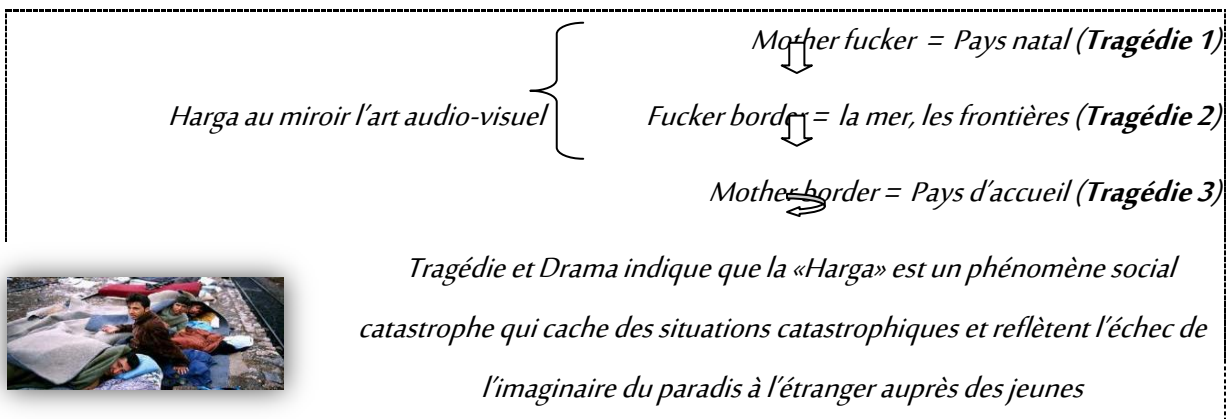 Mother fucker = Pays natal (Tragédie 1)
Harga au miroir l'art audio-visuel
Fucker border = la mer, les frontières (Tragédie 2)
Mother border = Pays d'accueil (Tragédie 3)
Tragédie et Drama indique que la «Harga» est un phénomène social
catastrophe qui cache des situations catastrophiques et reflètent l'échec de
l'imaginaire du paradis à l'étranger auprès des jeunes